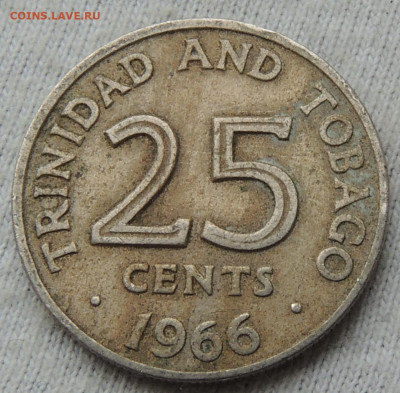 COINS.LAVE.RU
TRINIDAD AND TOBAGO
25
CENTS
· 1966 ·